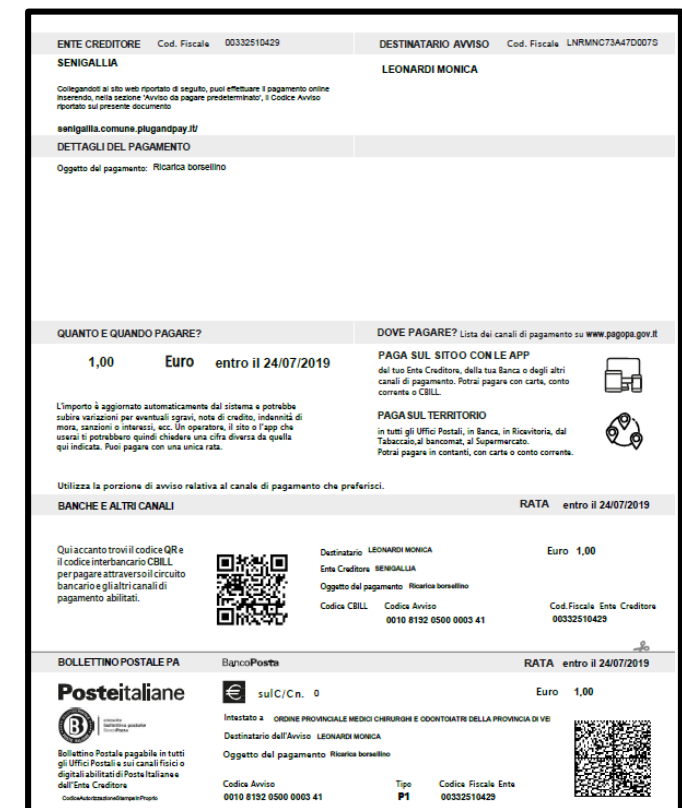 ENTE CREDITORE Cod. Fiscale 00332510429
DESTINATARIO AVVISO Cod. Fiscale LNRMNC73A47D007S
SENIGALLIA
LEONARDI MONICA
Collegandoti al sito web riportato di seguito, puoi effettuare il pagamento online
inserendo, nella sezione 'Avviso da pagare predeterminato', il Codice Avviso
riportato sul presente documento
senigallia.comune.plugandpay.it/
DETTAGLI DEL PAGAMENTO
Oggetto del pagamento: Ricarica borsellino
QUANTO E QUANDO PAGARE?
DOVE PAGARE? Lista dei canali di pagamento su www.pagopa.gov.it
1,00 Euro entro il 24/07/2019
PAGA SUL SITOO CON LE APP
del tuo Ente Creditore, della tua Banca o degli altri
canali di pagamento. Potrai pagare con carte, conto
corrente o CBILL.
L'importo è aggiornato automaticamente dal sistema e potrebbe
subire variazioni per eventuali sgravi, note di credito, indennità di
mora, sanzioni o interessi, ecc. Un operatore, il sito o l'app che
userai ti potrebbero quindi chiedere una cifra diversa da quella
qui indicata. Puoi pagare con una unica rata.
PAGA SUL TERRITORIO
in tutti gli Uffici Postali, in Banca, in Ricevitoria, dal
Tabaccaio,al bancomat, al Supermercato.
Potrai pagare in contanti, con carte o conto corrente.
Utilizza la porzione di avviso relativa al canale di pagamento che preferisci.
BANCHE E ALTRI CANALI
RATA entro il 24/07/2019
Qui accanto trovi il codice QR e
il codice interbancario CBILL
per pagare attraverso il circuito
bancario e gli altri canali di
pagamento abilitati.
Destinatario LEONARDI MONICA
Euro 1,00
Ente Creditore SENIGALLIA
Oggetto del pagamento Ricarica borsellino
Codice CBILL Codice Avviso Cod.Fiscale Ente Creditore
0010 8192 0500 0003 41 00332510429
BOLLETTINO POSTALE PA
BancoPosta
RATA entro il 24/07/2019
Posteitaliane
€ sul C/C n. 0
Euro 1,00
Intestato a ORDINE PROVINCIALE MEDICI CHIRURGHI E ODONTOIATRI DELLA PROVINCIA DI VE
Destinatario dell'Avviso LEONARDI MONICA
B
bollettino postale
BancoPosta
Bollettino Postale pagabile in tutti
gli Uffici Postali e sui canali fisici o
digitali abilitati di Poste Italiane e
dell'Ente Creditore
Oggetto del pagamento Ricarica borsellino
Codice Avviso Tipo Codice Fiscale Ente
0010 8192 0500 0003 41 P1 00332510429
CodiceAutorizzazioneStampaInProprio